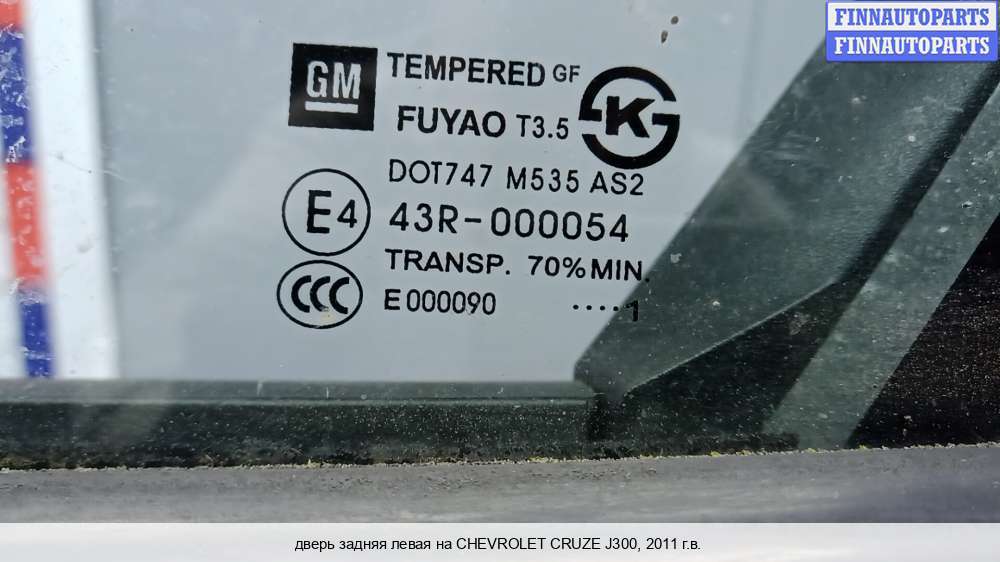 FINNAUTOPARTS
FINNAUTOPARTS
GM TEMPERED GF
FUYAO T3.5 K
DOT747 M535 AS2
E4 43R-000054
TRANSP. 70%MIN.
CCC E000090 ....1
дверь задняя левая на CHEVROLET CRUZE J300, 2011 г.в.